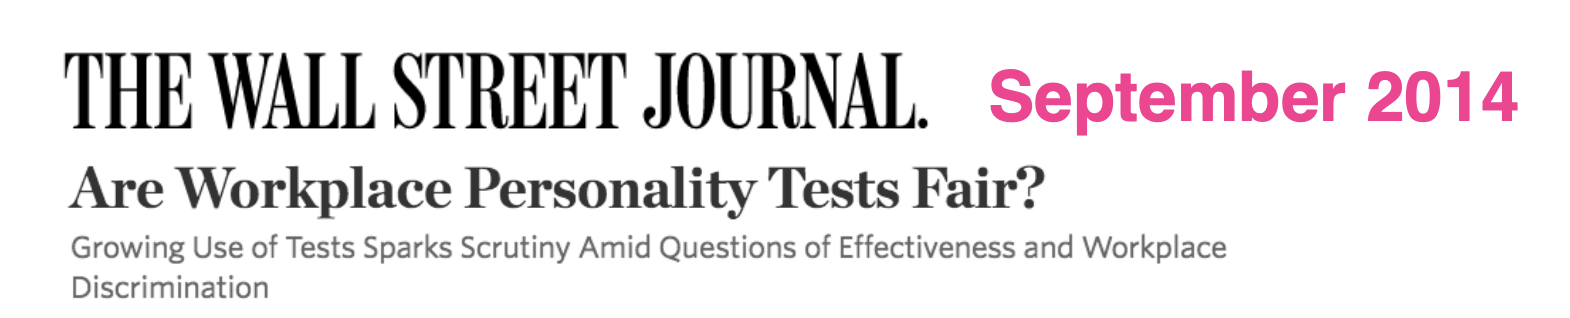 THE WALL STREET JOURNAL. September 2014
Are Workplace Personality Tests Fair?
Growing Use of Tests Sparks Scrutiny Amid Questions of Effectiveness and Workplace
Discrimination